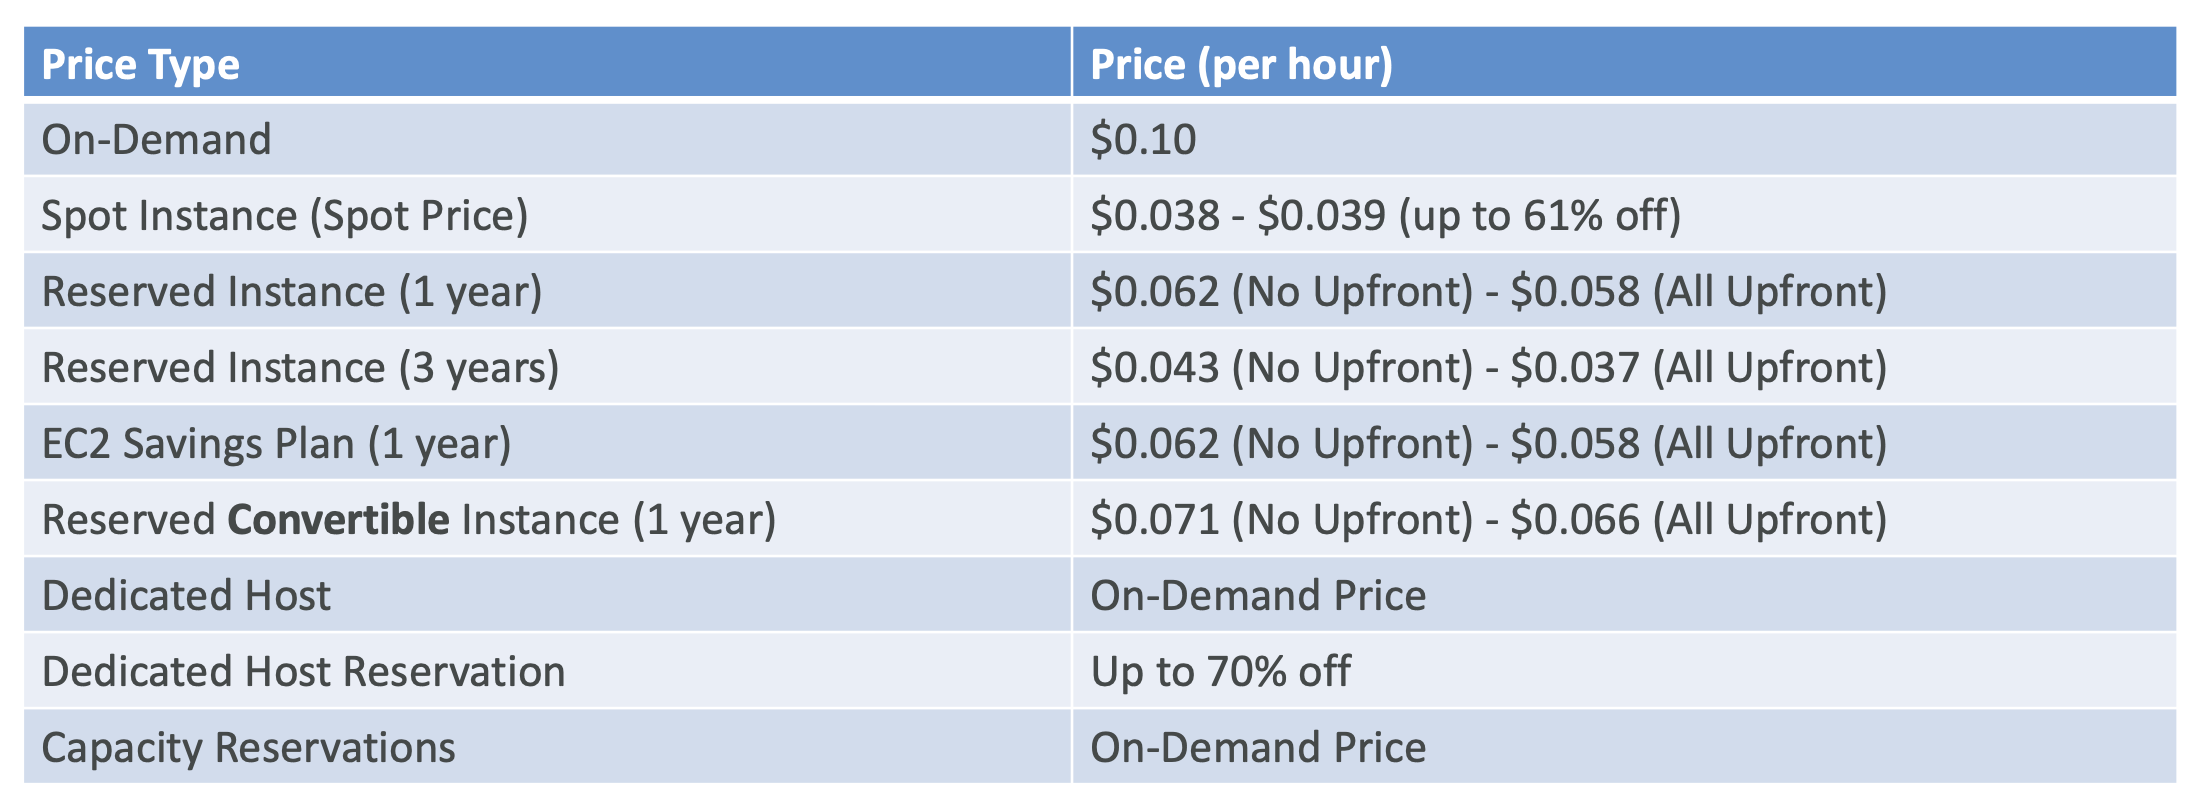 Price Type Price (per hour)
On-Demand $0.10
Spot Instance (Spot Price) $0.038 - $0.039 (up to 61% off)
Reserved Instance (1 year) $0.062 (No Upfront) - $0.058 (All Upfront)
Reserved Instance (3 years) $0.043 (No Upfront) - $0.037 (All Upfront)
EC2 Savings Plan (1 year) $0.062 (No Upfront) - $0.058 (All Upfront)
Reserved Convertible Instance (1 year) $0.071 (No Upfront) - $0.066 (All Upfront)
Dedicated Host On-Demand Price
Dedicated Host Reservation Up to 70% off
Capacity Reservations On-Demand Price